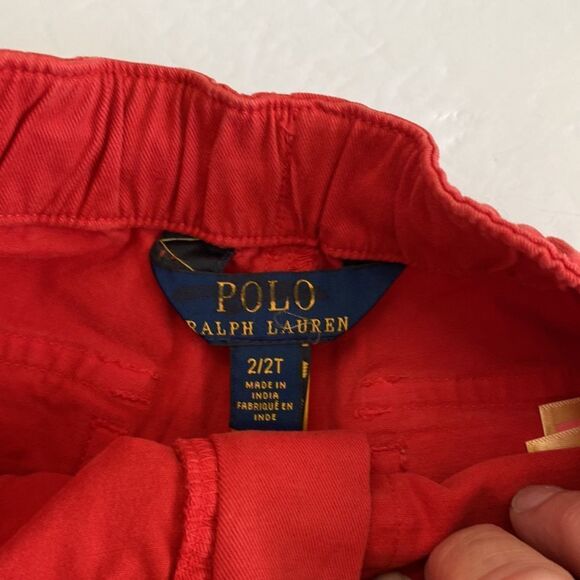 POLO
RALPH LAUREN
2/2T
MADE IN
INDIA
FABRIQUÉ EN
INDE